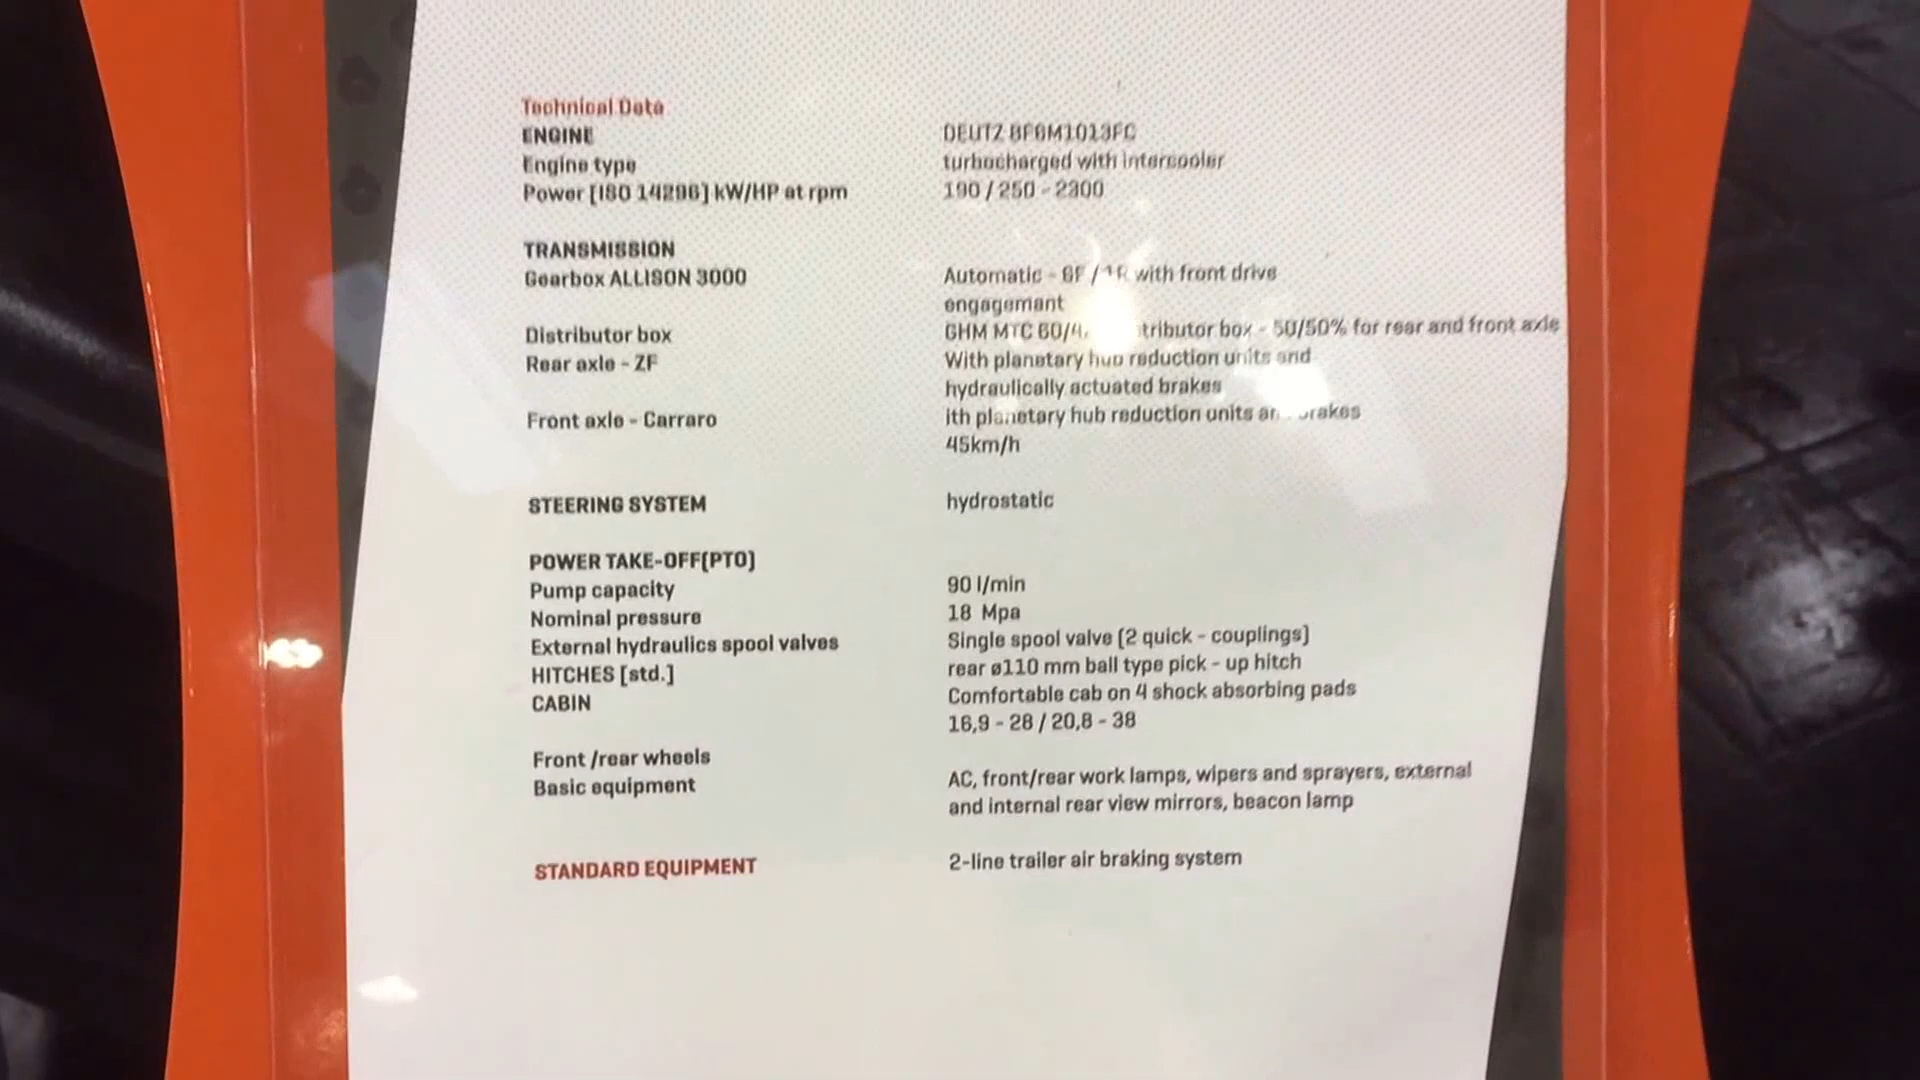 Technical Data
ENGINE DEUTZ BF6M1013FC
Engine type turbocharged with intercooler
Power [ISO 14296] kW/HP at rpm 190 / 250 - 2300
TRANSMISSION
Gearbox ALLISON 3000 Automatic - 6F / 1R with front drive
engagement
Distributor box GHM MTC 60/4 tributor box - 50/50% for rear and front axle
Rear axle - ZF With planetary hub reduction units and
hydraulically actuated brakes
Front axle - Carraro ith planetary hub reduction units an brakes
45km/h
STEERING SYSTEM hydrostatic
POWER TAKE-OFF(PTO)
Pump capacity 90 l/min
Nominal pressure 18 Mpa
External hydraulics spool valves Single spool valve (2 quick - couplings)
HITCHES [std.] rear ø110 mm ball type pick - up hitch
CABIN Comfortable cab on 4 shock absorbing pads
16,9 - 28 / 20,8 - 38
Front /rear wheels
Basic equipment AC, front/rear work lamps, wipers and sprayers, external
and internal rear view mirrors, beacon lamp
STANDARD EQUIPMENT 2-line trailer air braking system